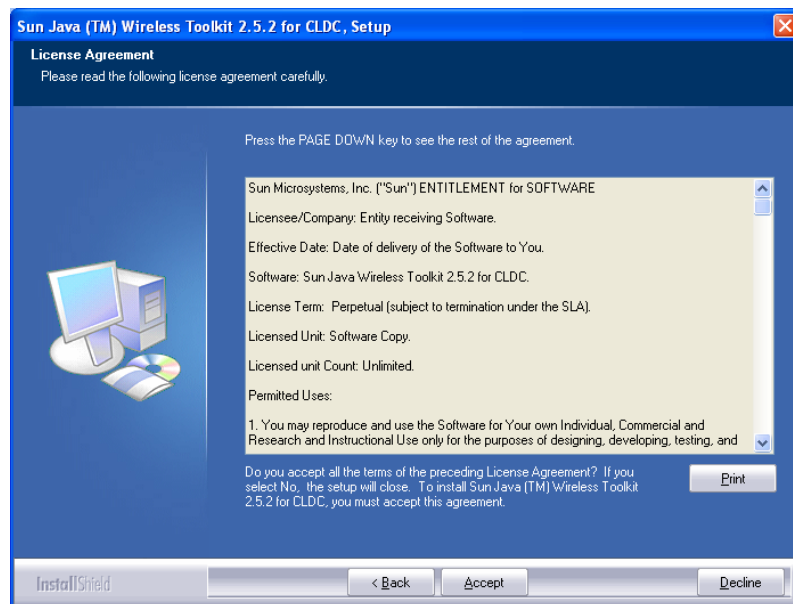 Sun Java (TM) Wireless Toolkit 2.5.2 for CLDC, Setup
License Agreement
Please read the following license agreement carefully.
Press the PAGE DOWN key to see the rest of the agreement.
Sun Microsystems, Inc. ("Sun") ENTITLEMENT for SOFTWARE
Licensee/Company: Entity receiving Software.
Effective Date: Date of delivery of the Software to You.
Software: Sun Java Wireless Toolkit 2.5.2 for CLDC.
License Term:  Perpetual (subject to termination under the SLA).
Licensed Unit: Software Copy.
Licensed unit Count: Unlimited.
Permitted Uses:
1. You may reproduce and use the Software for Your own Individual, Commercial and
Research and Instructional Use only for the purposes of designing, developing, testing, and
Do you accept all the terms of the preceding License Agreement?  If you
select No,  the setup will close.  To install Sun Java (TM) Wireless Toolkit
2.5.2 for CLDC, you must accept this agreement.
Print
InstallShield
< Back
Accept
Decline